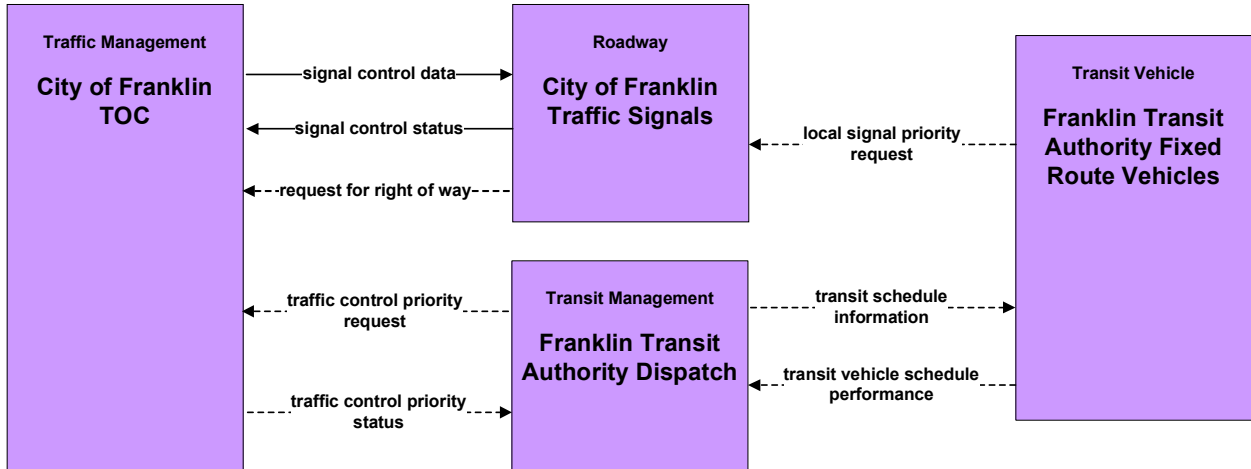 Traffic Management
City of Franklin
TOC
signal control data
signal control status
request for right of way
traffic control priority
request
traffic control priority
status
Roadway
City of Franklin
Traffic Signals
Transit Management
Franklin Transit
Authority Dispatch
local signal priority
request
transit schedule
information
transit vehicle schedule
performance
Transit Vehicle
Franklin Transit
Authority Fixed
Route Vehicles